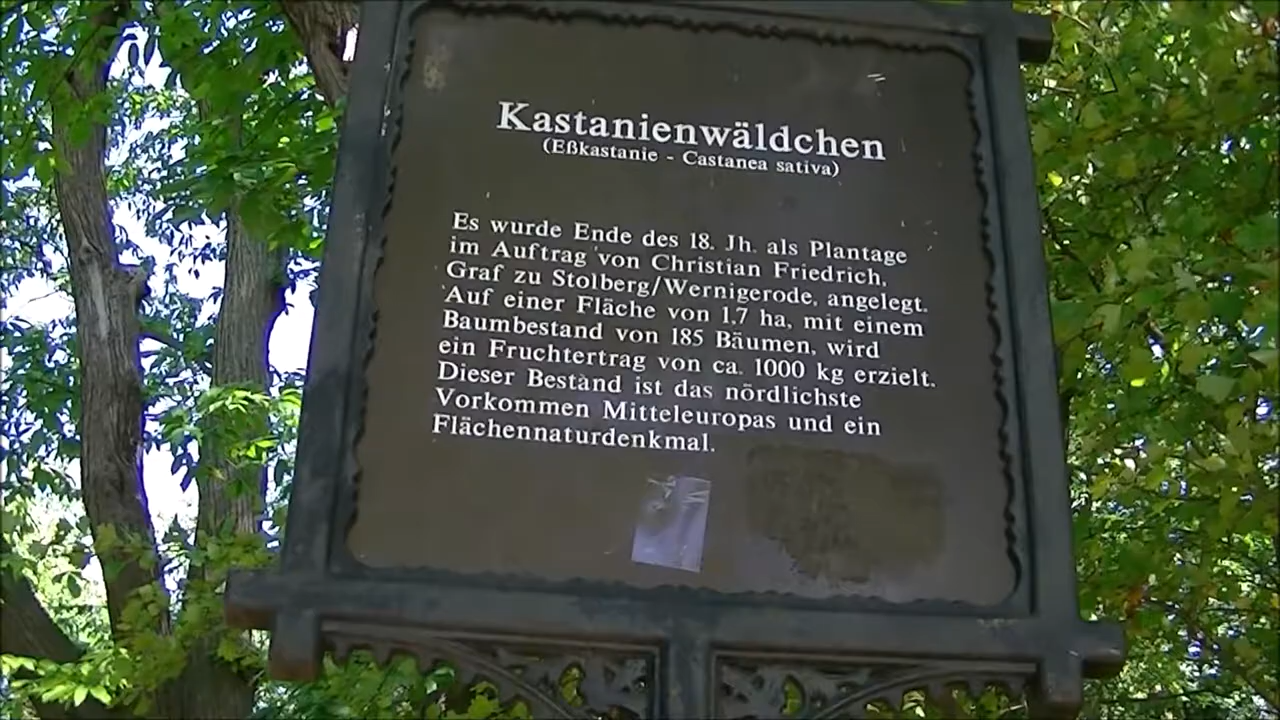 Kastanienwäldchen
(Eßkastanie - Castanea sativa)
Es wurde Ende des 18. Jh. als Plantage
im Auftrag von Christian Friedrich,
Graf zu Stolberg/Wernigerode, angelegt.
Auf einer Fläche von 1,7 ha, mit einem
Baumbestand von 185 Bäumen, wird
ein Fruchtertrag von ca. 1000 kg erzielt.
Dieser Bestand ist das nördlichste
Vorkommen Mitteleuropas und ein
Flächennaturdenkmal.